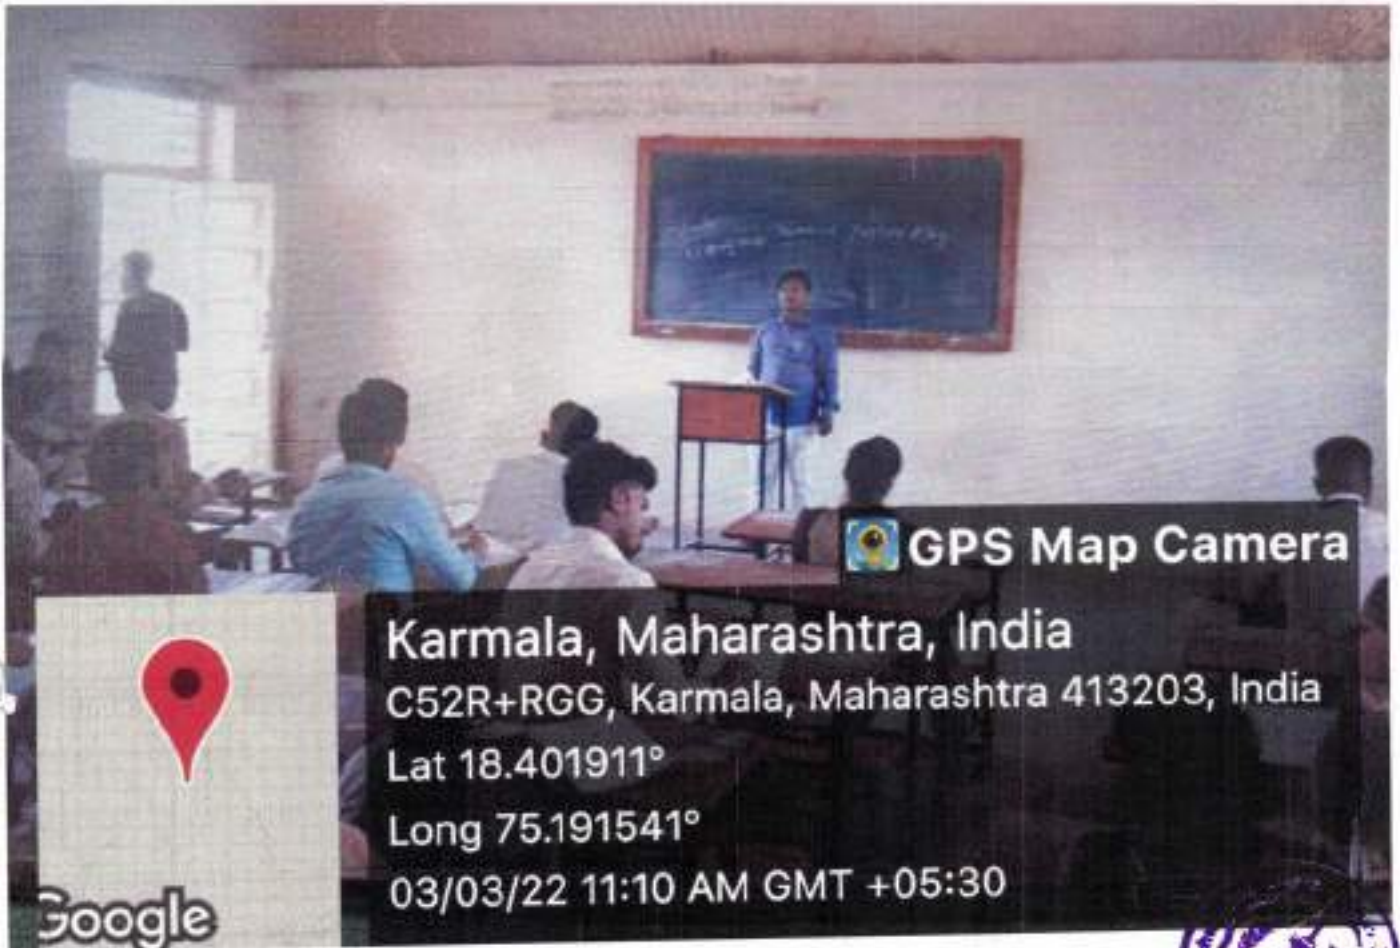 GPS Map Camera
Karmala, Maharashtra, India
C52R+RGG, Karmala, Maharashtra 413203, India
Lat 18.401911°
Long 75.191541°
03/03/22 11:10 AM GMT +05:30
Google